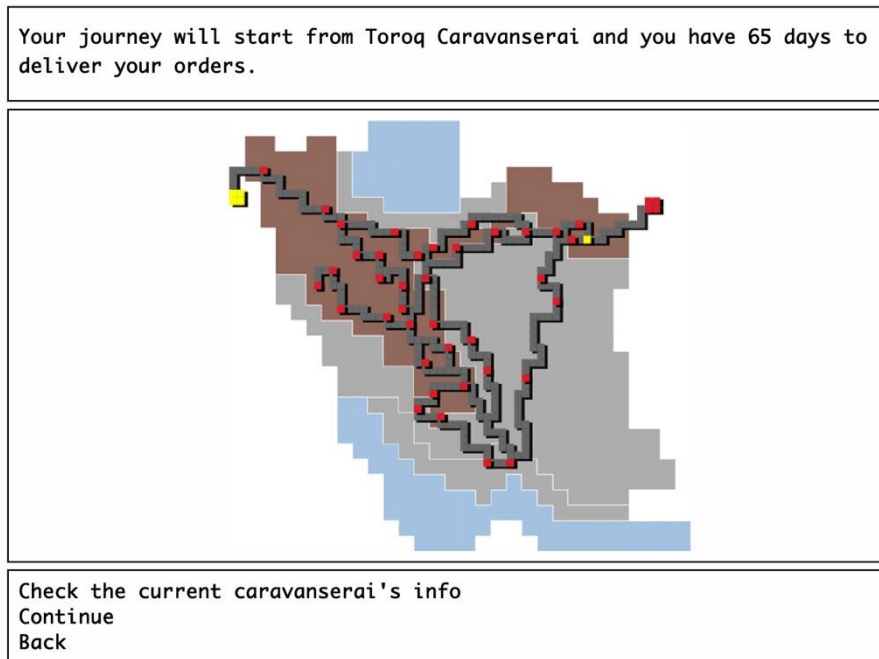 Your journey will start from Toroq Caravanserai and you have 65 days to
deliver your orders.
Check the current caravanserai's info
Continue
Back